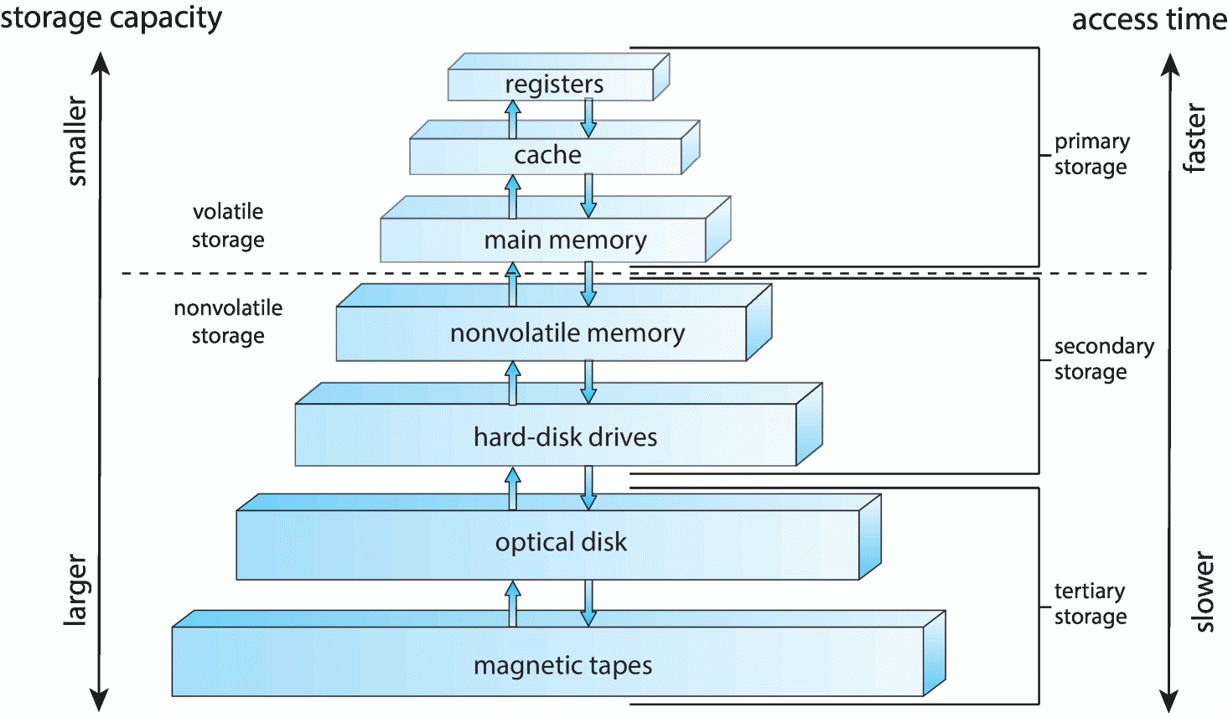 storage capacity
access time
smaller
faster
registers
cache
primary
storage
volatile
storage
main memory
nonvolatile
storage
nonvolatile memory
secondary
storage
hard-disk drives
optical disk
larger
slower
tertiary
storage
magnetic tapes